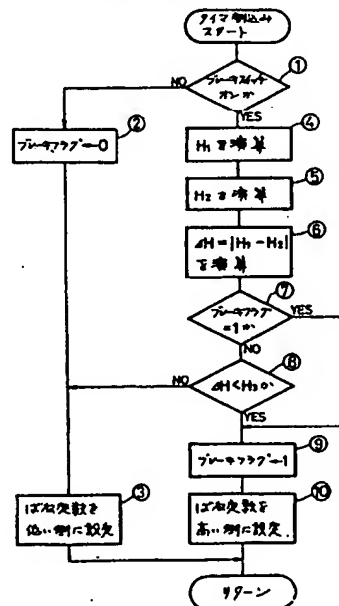 タイマ割込み
スタート
①
ブレーキスイッチ
オンか
NO
YES
②
ブレーキフラグ←0
④
H₁を演算
⑤
H₂を演算
⑥
ΔH=|H₁-H₂|
を演算
⑦
ブレーキフラグ
=1か
YES
NO
⑧
ΔH<H₃か
NO
YES
⑨
ブレーキフラグ←1
③
ばね定数を
低い側に設定
⑩
ばね定数を
高い側に設定
リターン